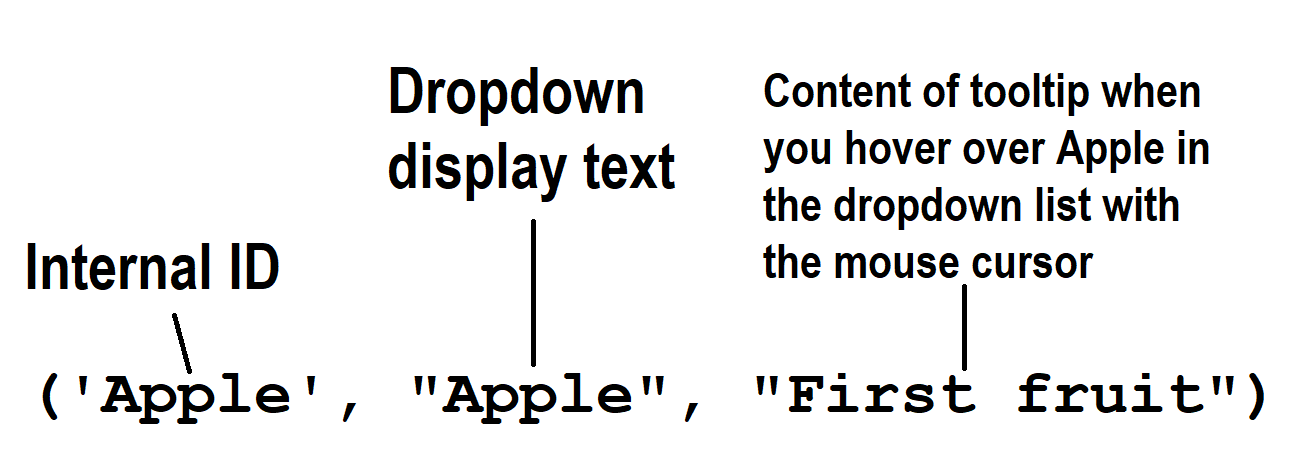 Dropdown
display text
Content of tooltip when
you hover over Apple in
the dropdown list with
the mouse cursor
Internal ID
('Apple', "Apple", "First fruit")